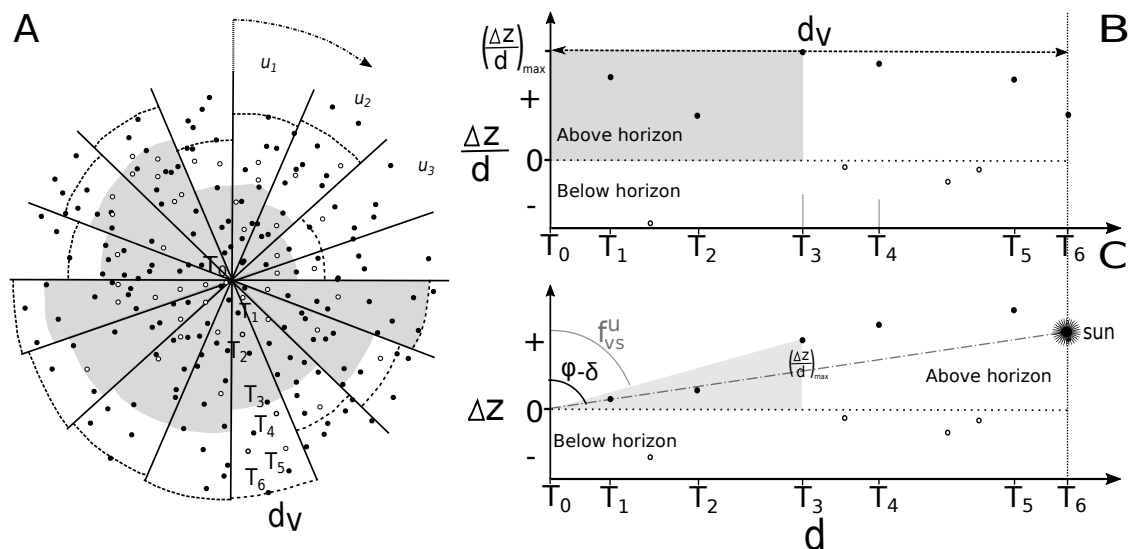 A
u1
u2
u3
T0
T1
T2
T3
T4
T5
T6
dv
B
(Δz/d)max
dv
+
Above horizon
Δz/d
0
Below horizon
-
T0 T1 T2 T3 T4 T5 T6
C
f u vs
+
φ-δ
(Δz/d)max
sun
Above horizon
Δz
0
Below horizon
-
T0 T1 T2 T3 T4 T5 T6
d